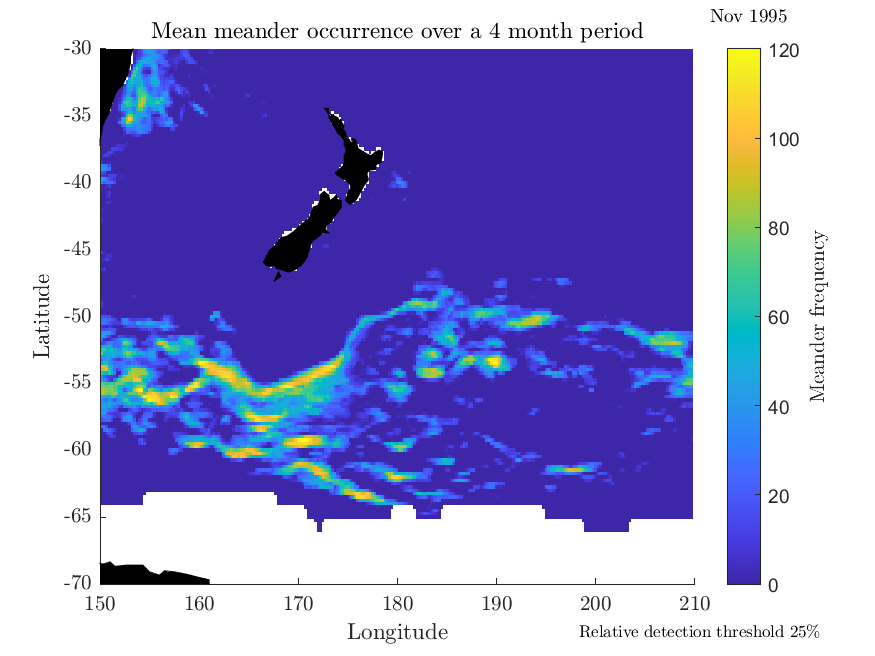 Nov 1995
Mean meander occurrence over a 4 month period
-30
-35
-40
-45
-50
-55
-60
-65
-70
Latitude
150 160 170 180 190 200 210
Longitude
120
100
80
60
40
20
0
Meander frequency
Relative detection threshold 25%